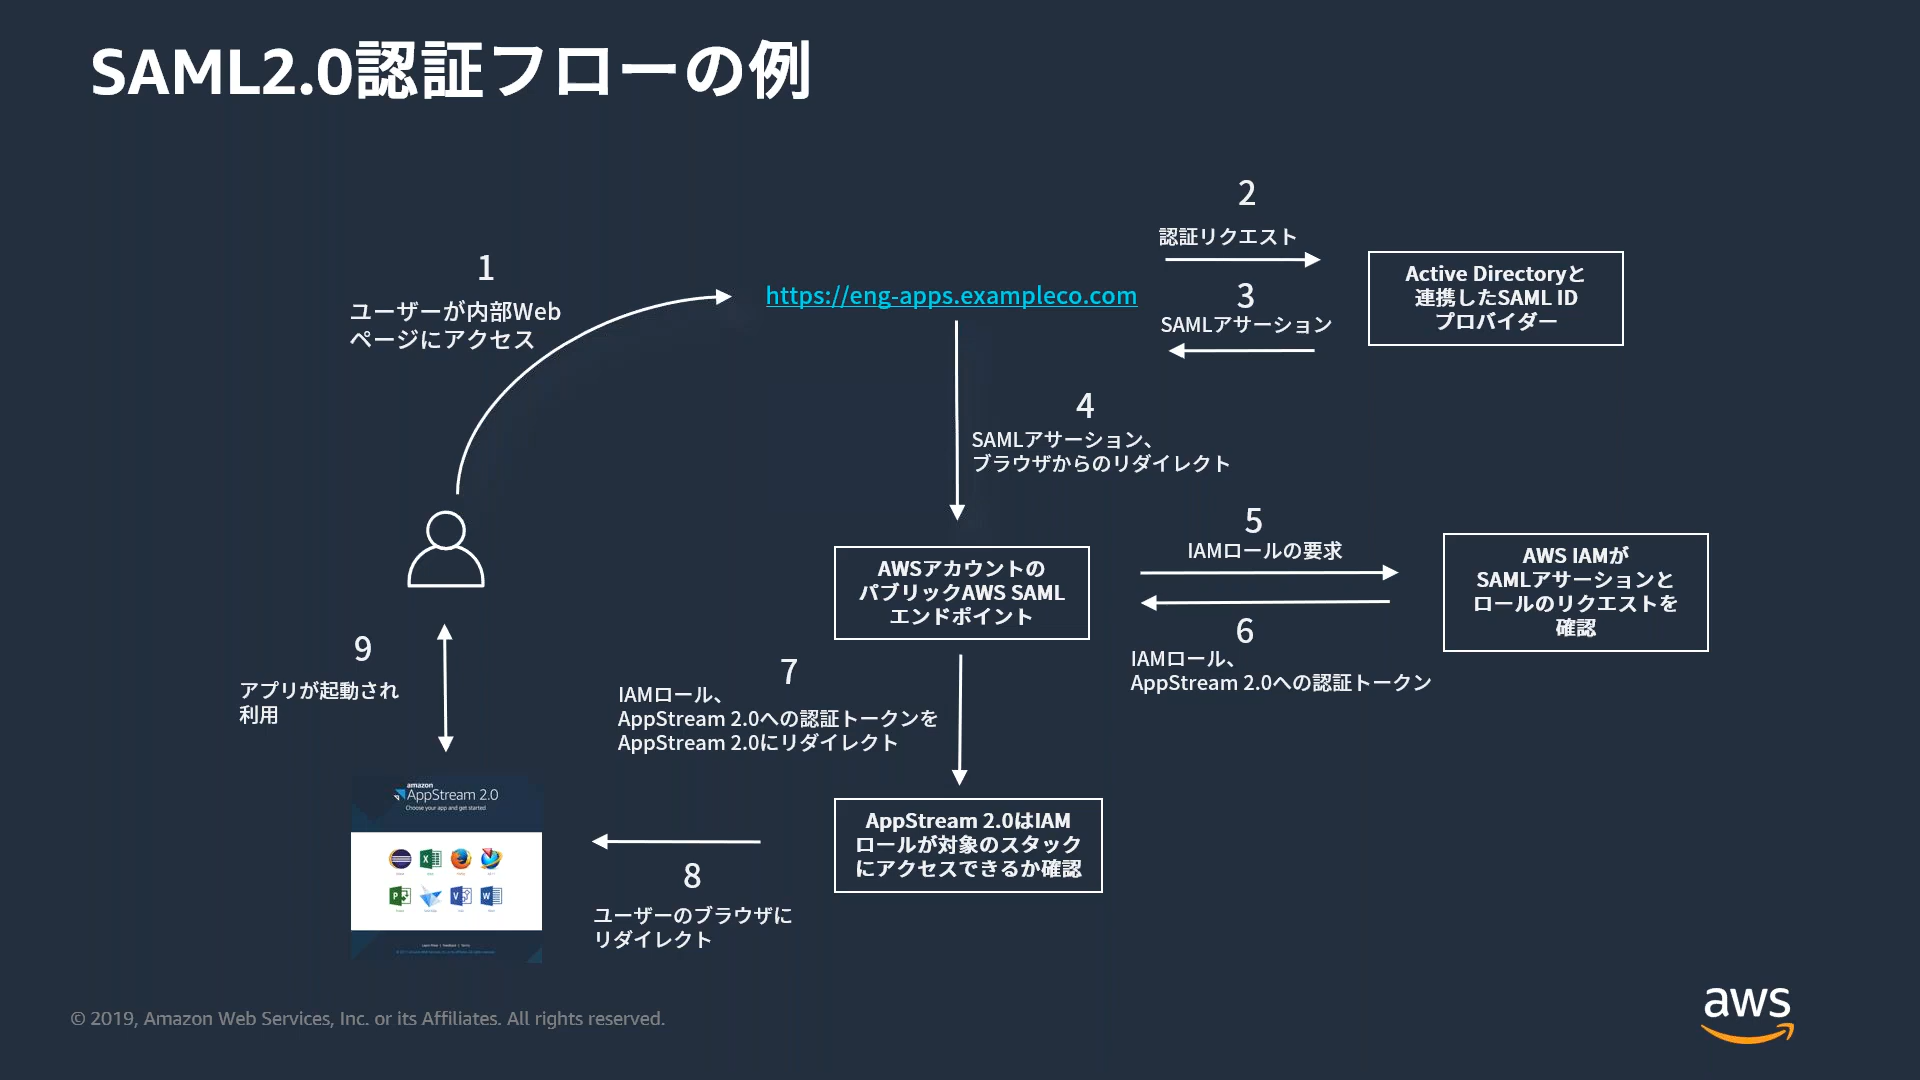 SAML2.0認証フローの例
1
ユーザーが内部Web
ページにアクセス
https://eng-apps.exampleco.com
2
認証リクエスト
3
SAMLアサーション
Active Directoryと
連携したSAML ID
プロバイダー
4
SAMLアサーション、
ブラウザからのリダイレクト
AWSアカウントの
パブリックAWS SAML
エンドポイント
5
IAMロールの要求
6
IAMロール、
AppStream 2.0への認証トークン
AWS IAMが
SAMLアサーションと
ロールのリクエストを
確認
7
IAMロール、
AppStream 2.0への認証トークンを
AppStream 2.0にリダイレクト
AppStream 2.0はIAM
ロールが対象のスタック
にアクセスできるか確認
8
ユーザーのブラウザに
リダイレクト
9
アプリが起動され
利用
amazon
AppStream 2.0
Choose your app and get started
Learn More | Feedback | Terms
© 2019, Amazon Web Services, Inc. or its Affiliates. All rights reserved.
aws